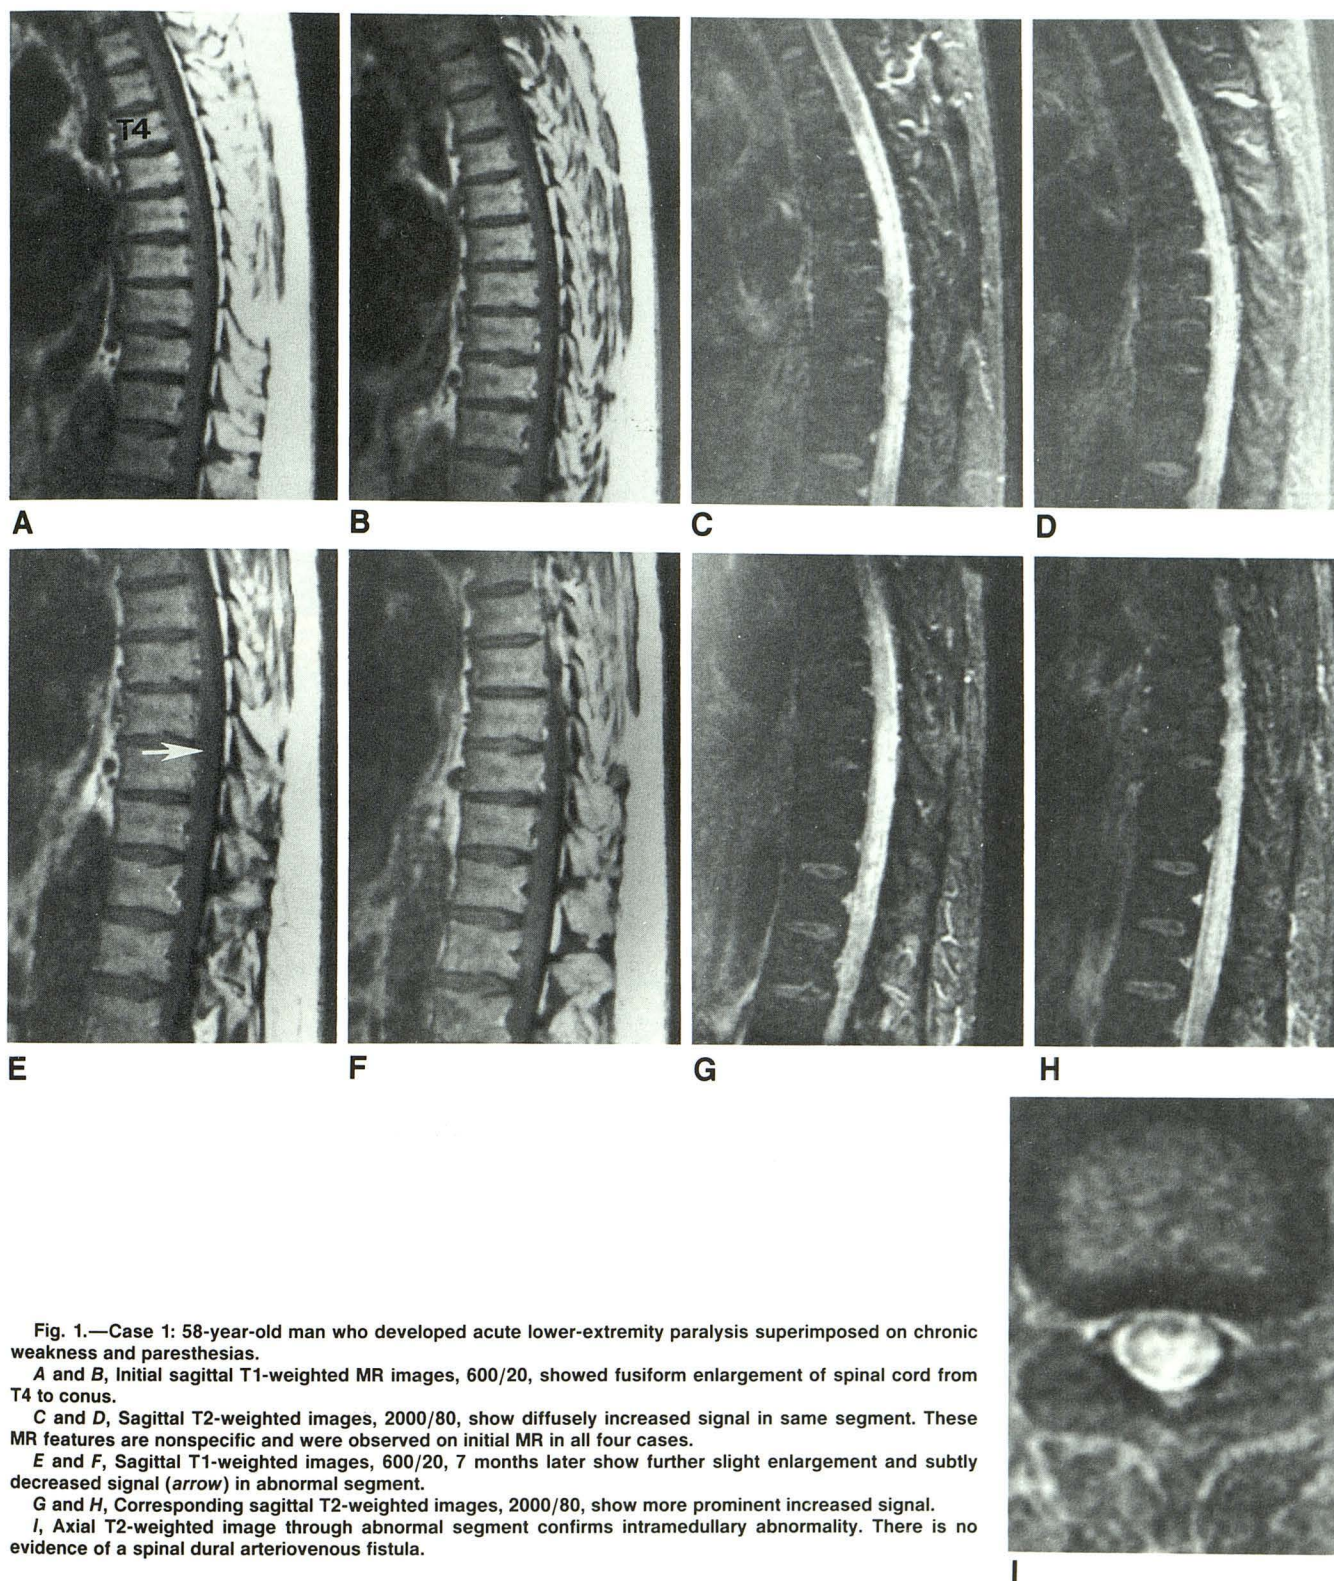 T4
A
B
C
D
E
F
G
H
I
Fig. 1.—Case 1: 58-year-old man who developed acute lower-extremity paralysis superimposed on chronic
weakness and paresthesias.
A and B, Initial sagittal T1-weighted MR images, 600/20, showed fusiform enlargement of spinal cord from
T4 to conus.
C and D, Sagittal T2-weighted images, 2000/80, show diffusely increased signal in same segment. These
MR features are nonspecific and were observed on initial MR in all four cases.
E and F, Sagittal T1-weighted images, 600/20, 7 months later show further slight enlargement and subtly
decreased signal (arrow) in abnormal segment.
G and H, Corresponding sagittal T2-weighted images, 2000/80, show more prominent increased signal.
I, Axial T2-weighted image through abnormal segment confirms intramedullary abnormality. There is no
evidence of a spinal dural arteriovenous fistula.